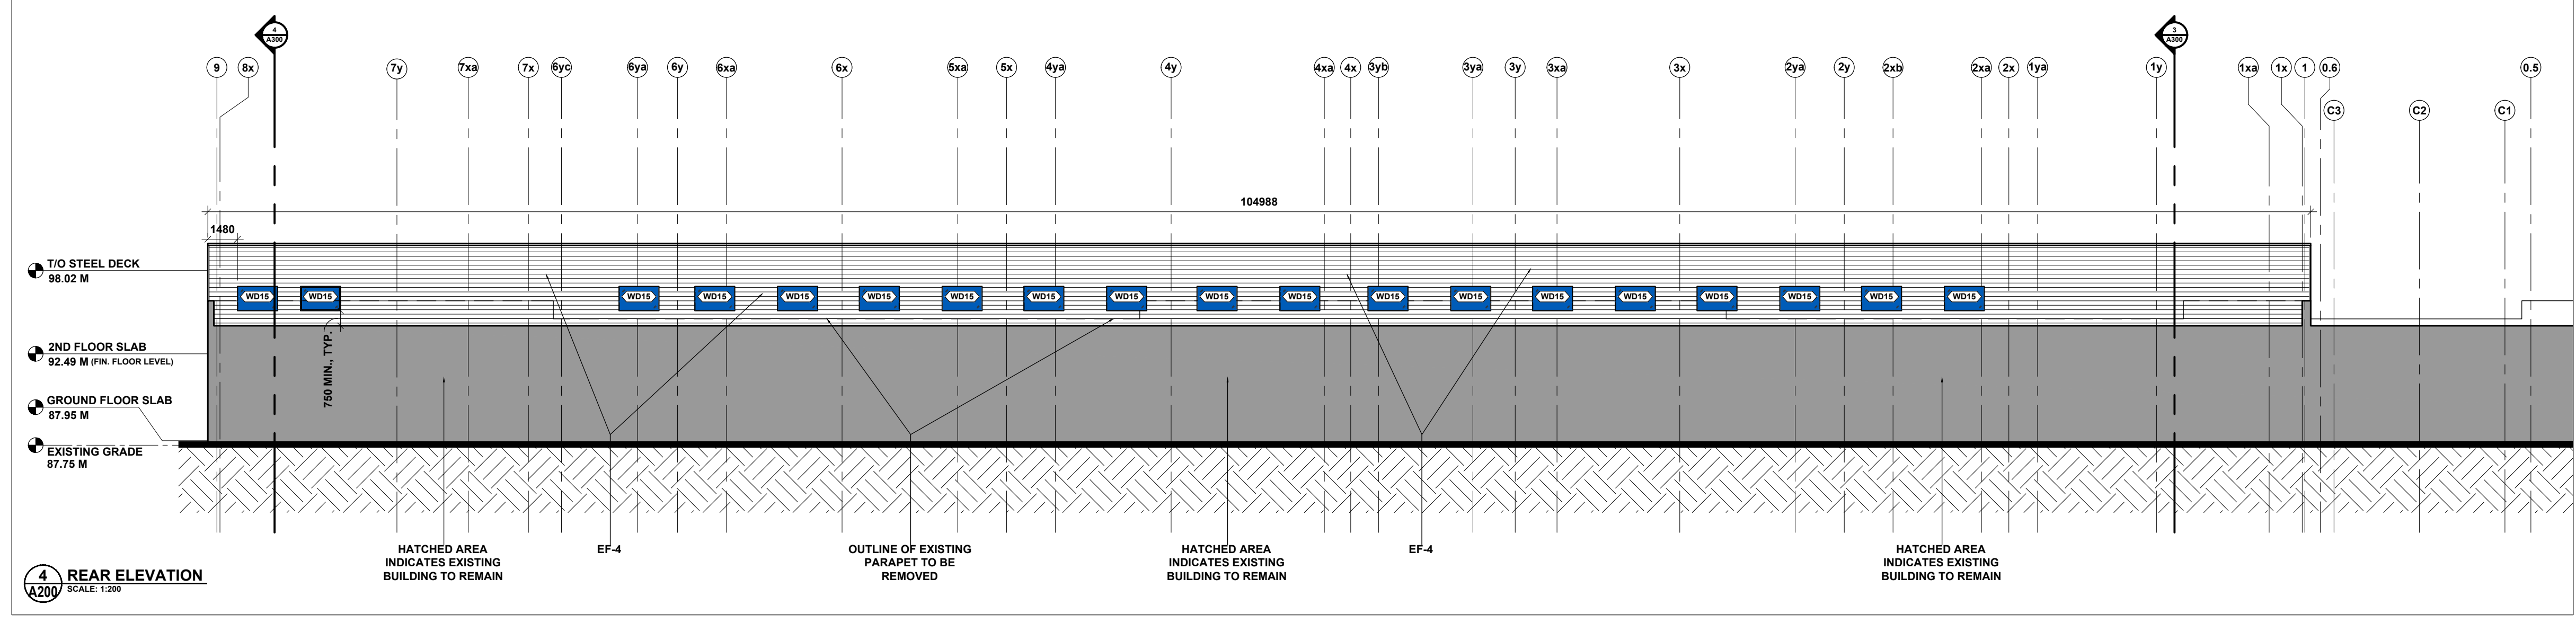 4
A300
3
A300
9 8x 7y 7xa 7x 6yc 6ya 6y 6xa 6x 5xa 5x 4ya 4y 4xa 4x 3yb 3ya 3y 3xa 3x 2ya 2y 2xb 2xa 2x 1ya 1y 1xa 1x 1 0.6 0.5
C3 C2 C1
104988
1480
T/O STEEL DECK
98.02 M
WD15 WD15 WD15 WD15 WD15 WD15 WD15 WD15 WD15 WD15 WD15 WD15 WD15 WD15 WD15 WD15 WD15 WD15 WD15
750 MIN., TYP.
2ND FLOOR SLAB
92.49 M (FIN. FLOOR LEVEL)
GROUND FLOOR SLAB
87.95 M
EXISTING GRADE
87.75 M
HATCHED AREA
INDICATES EXISTING
BUILDING TO REMAIN
EF-4
OUTLINE OF EXISTING
PARAPET TO BE
REMOVED
HATCHED AREA
INDICATES EXISTING
BUILDING TO REMAIN
EF-4
HATCHED AREA
INDICATES EXISTING
BUILDING TO REMAIN
4
A200
REAR ELEVATION
SCALE: 1:200